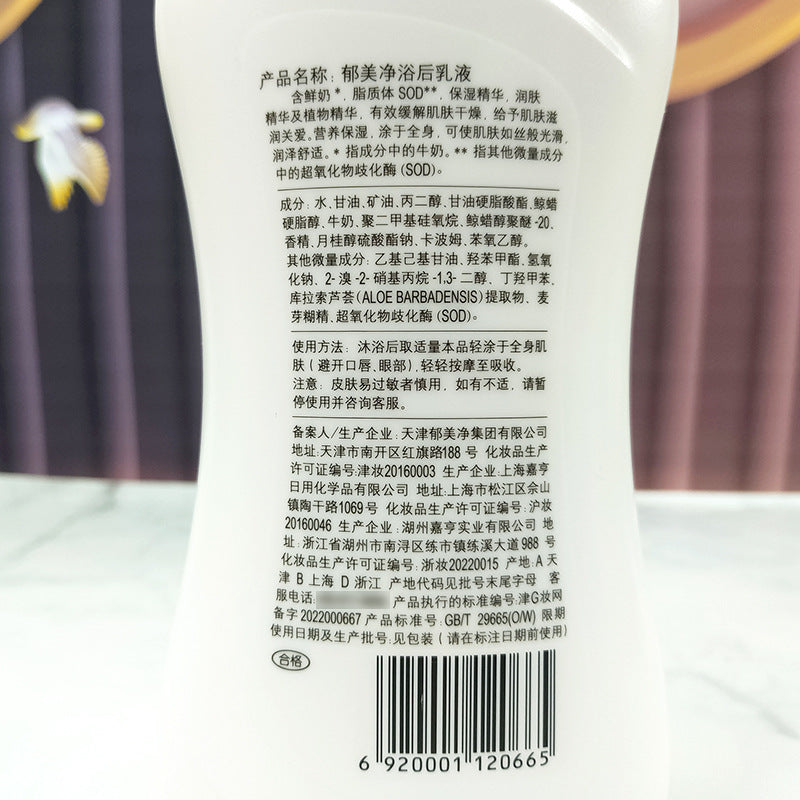 产品名称：郁美净浴后乳液
含鲜奶*，脂质体SOD**，保湿精华，润肤
精华及植物精华，有效缓解肌肤干燥，给予肌肤滋
润关爱。营养保湿，涂于全身，可使肌肤如丝般光滑，
润泽舒适。* 指成分中的牛奶。** 指其他微量成分
中的超氧化物歧化酶(SOD)。
成分：水、甘油、矿油、丙二醇、甘油硬脂酸酯、鲸蜡
硬脂醇、牛奶、聚二甲基硅氧烷、鲸蜡醇聚醚-20、
香精、月桂醇硫酸酯钠、卡波姆、苯氧乙醇。
其他微量成分：乙基己基甘油、羟苯甲酯、氢氧
化钠、2-溴-2-硝基丙烷-1,3-二醇、丁羟甲苯、
库拉索芦荟(ALOE BARBADENSIS)提取物、麦
芽糊精、超氧化物歧化酶(SOD)。
使用方法：沐浴后取适量本品轻涂于全身肌
肤（避开口唇、眼部），轻轻按摩至吸收。
注意：皮肤易过敏者慎用，如有不适，请暂
停使用并咨询客服。
备案人/生产企业：天津郁美净集团有限公司
地址：天津市南开区红旗路188号 化妆品生产
许可证编号：津妆20160003 生产企业：上海嘉亨
日用化学品有限公司 地址：上海市松江区佘山
镇陶干路1069号 化妆品生产许可证编号：沪妆
20160046 生产企业：湖州嘉亨实业有限公司 地
址：浙江省湖州市南浔区练市镇练溪大道988号
化妆品生产许可证编号：浙妆20220015 产地：A天
津 B上海 D浙江 产地代码见批号末尾字母 客
服电话： 产品执行的标准编号：津G妆网
备字2022000667 产品标准号：GB/T 29665(O/W) 限期
使用日期及生产批号：见包装（请在标注日期前使用）
合格
6 920001 120665